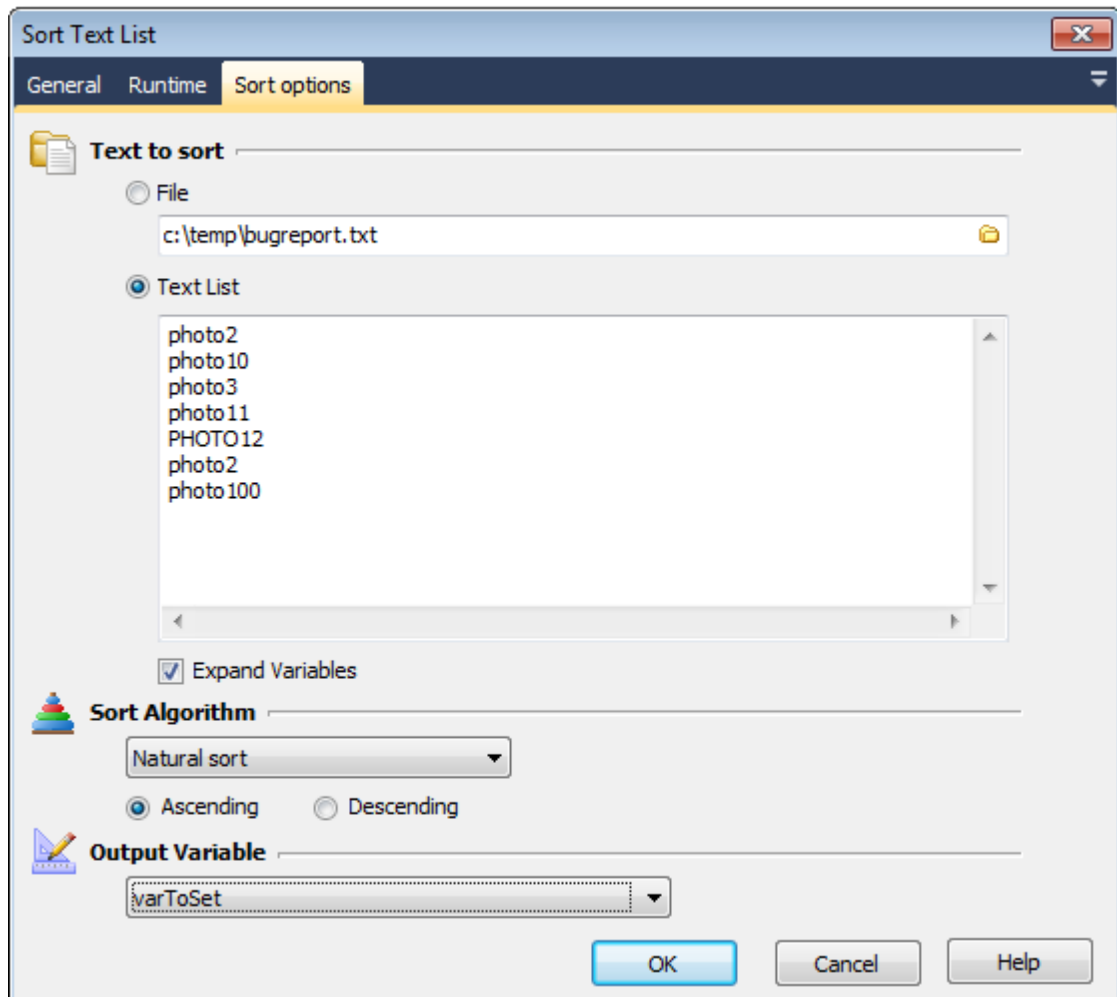 Sort Text List
General Runtime Sort options
Text to sort
File
c:\temp\bugreport.txt
Text List
photo2
photo10
photo3
photo11
PHOTO12
photo2
photo100
Expand Variables
Sort Algorithm
Natural sort
Ascending Descending
Output Variable
varToSet
OK Cancel Help